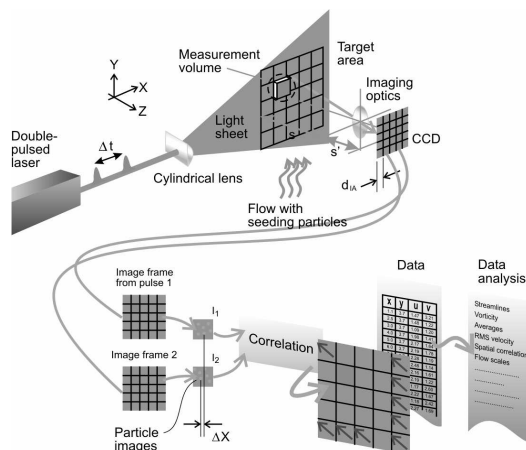 Measurement
volume
Target
area
Imaging
optics
Y
X
Z
Double-
pulsed
laser
Δt
Light
sheet
s'
s'
CCD
Cylindrical lens
d_IA
Flow with
seeding particles
Image frame
from pulse 1
I₁
Image frame 2
I₂
Particle
images
ΔX
Correlation
Data
x y u v
Data
analysis
Streamlines
Vorticity
Averages
RMS velocity
Spatial correlation
Flow scales
......................
......................
......................